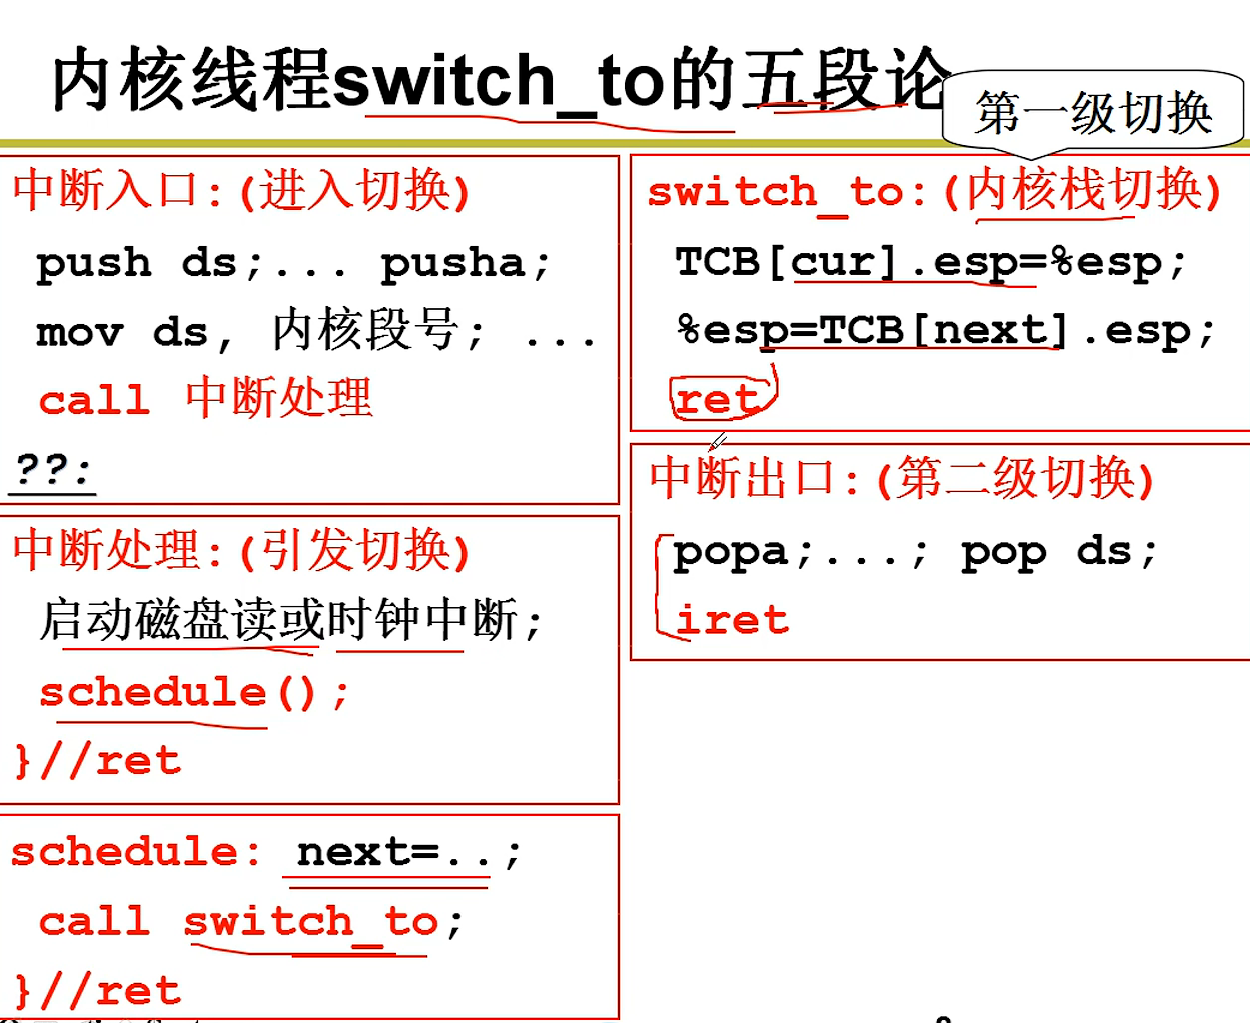 内核线程switch_to的五段论
第一级切换
中断入口:(进入切换)
push ds;... pusha;
mov ds, 内核段号; ...
call 中断处理
??:
中断处理:(引发切换)
启动磁盘读或时钟中断;
schedule();
}//ret
schedule: next=..;
call switch_to;
}//ret
switch_to:(内核栈切换)
TCB[cur].esp=%esp;
%esp=TCB[next].esp;
ret
中断出口:(第二级切换)
popa;...; pop ds;
iret